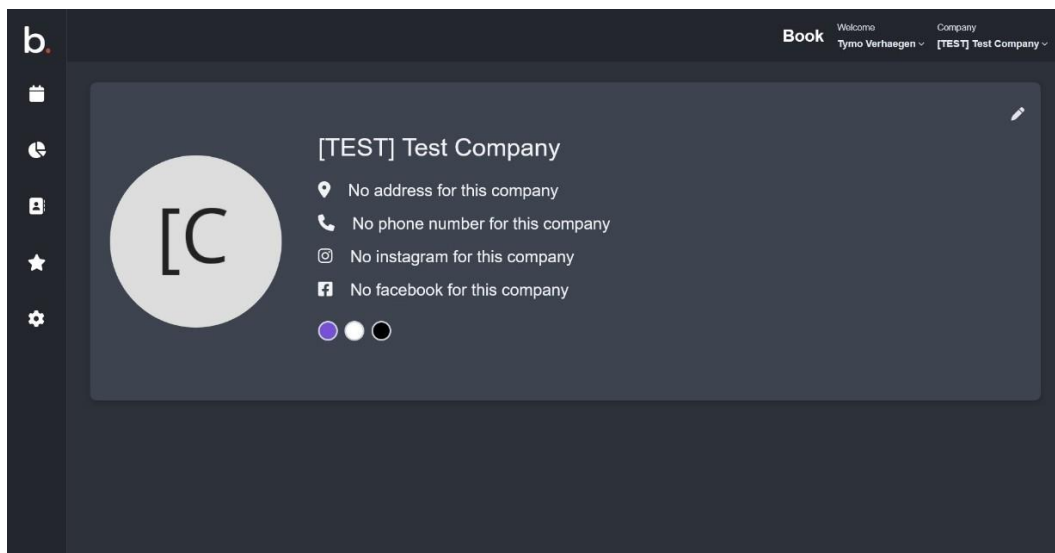 b.
Book
Welcome
Tymo Verhaegen
Company
[TEST] Test Company
[C
[TEST] Test Company
No address for this company
No phone number for this company
No instagram for this company
No facebook for this company